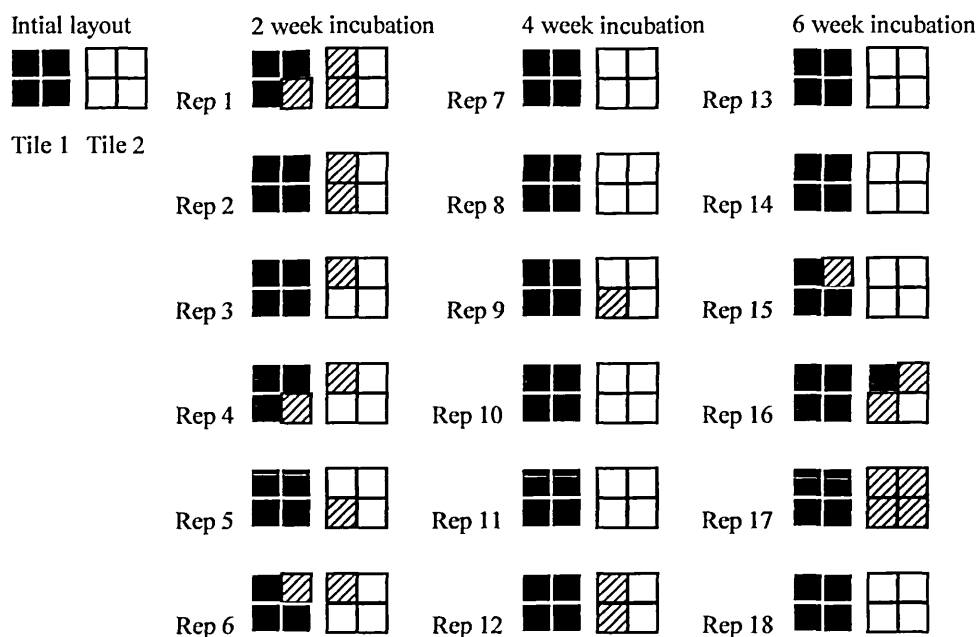 Intial layout
2 week incubation
4 week incubation
6 week incubation
Rep 1
Rep 7
Rep 13
Tile 1 Tile 2
Rep 2
Rep 8
Rep 14
Rep 3
Rep 9
Rep 15
Rep 4
Rep 10
Rep 16
Rep 5
Rep 11
Rep 17
Rep 6
Rep 12
Rep 18